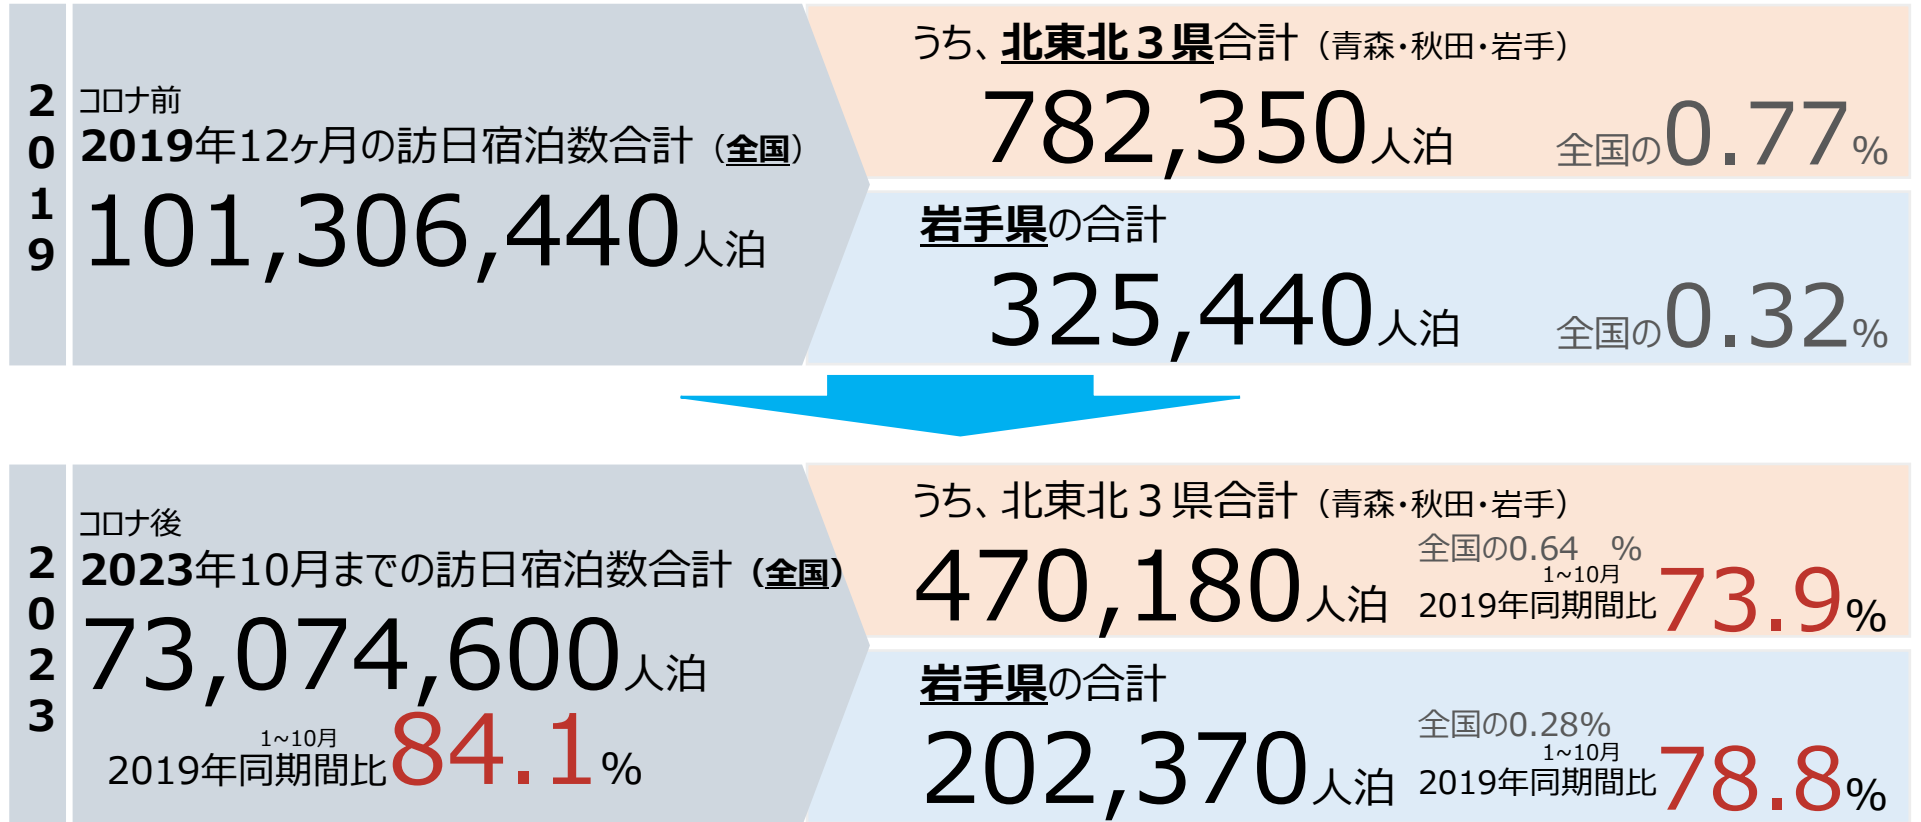 2019
コロナ前
2019年12ヶ月の訪日宿泊数合計（全国）
101,306,440人泊
うち、北東北３県合計（青森・秋田・岩手）
782,350人泊 全国の0.77%
岩手県の合計
325,440人泊 全国の0.32%
2023
コロナ後
2023年10月までの訪日宿泊数合計（全国）
73,074,600人泊
1~10月
2019年同期間比84.1%
うち、北東北３県合計（青森・秋田・岩手）
470,180人泊
全国の0.64 %
1~10月
2019年同期間比73.9%
岩手県の合計
202,370人泊
全国の0.28%
1~10月
2019年同期間比78.8%